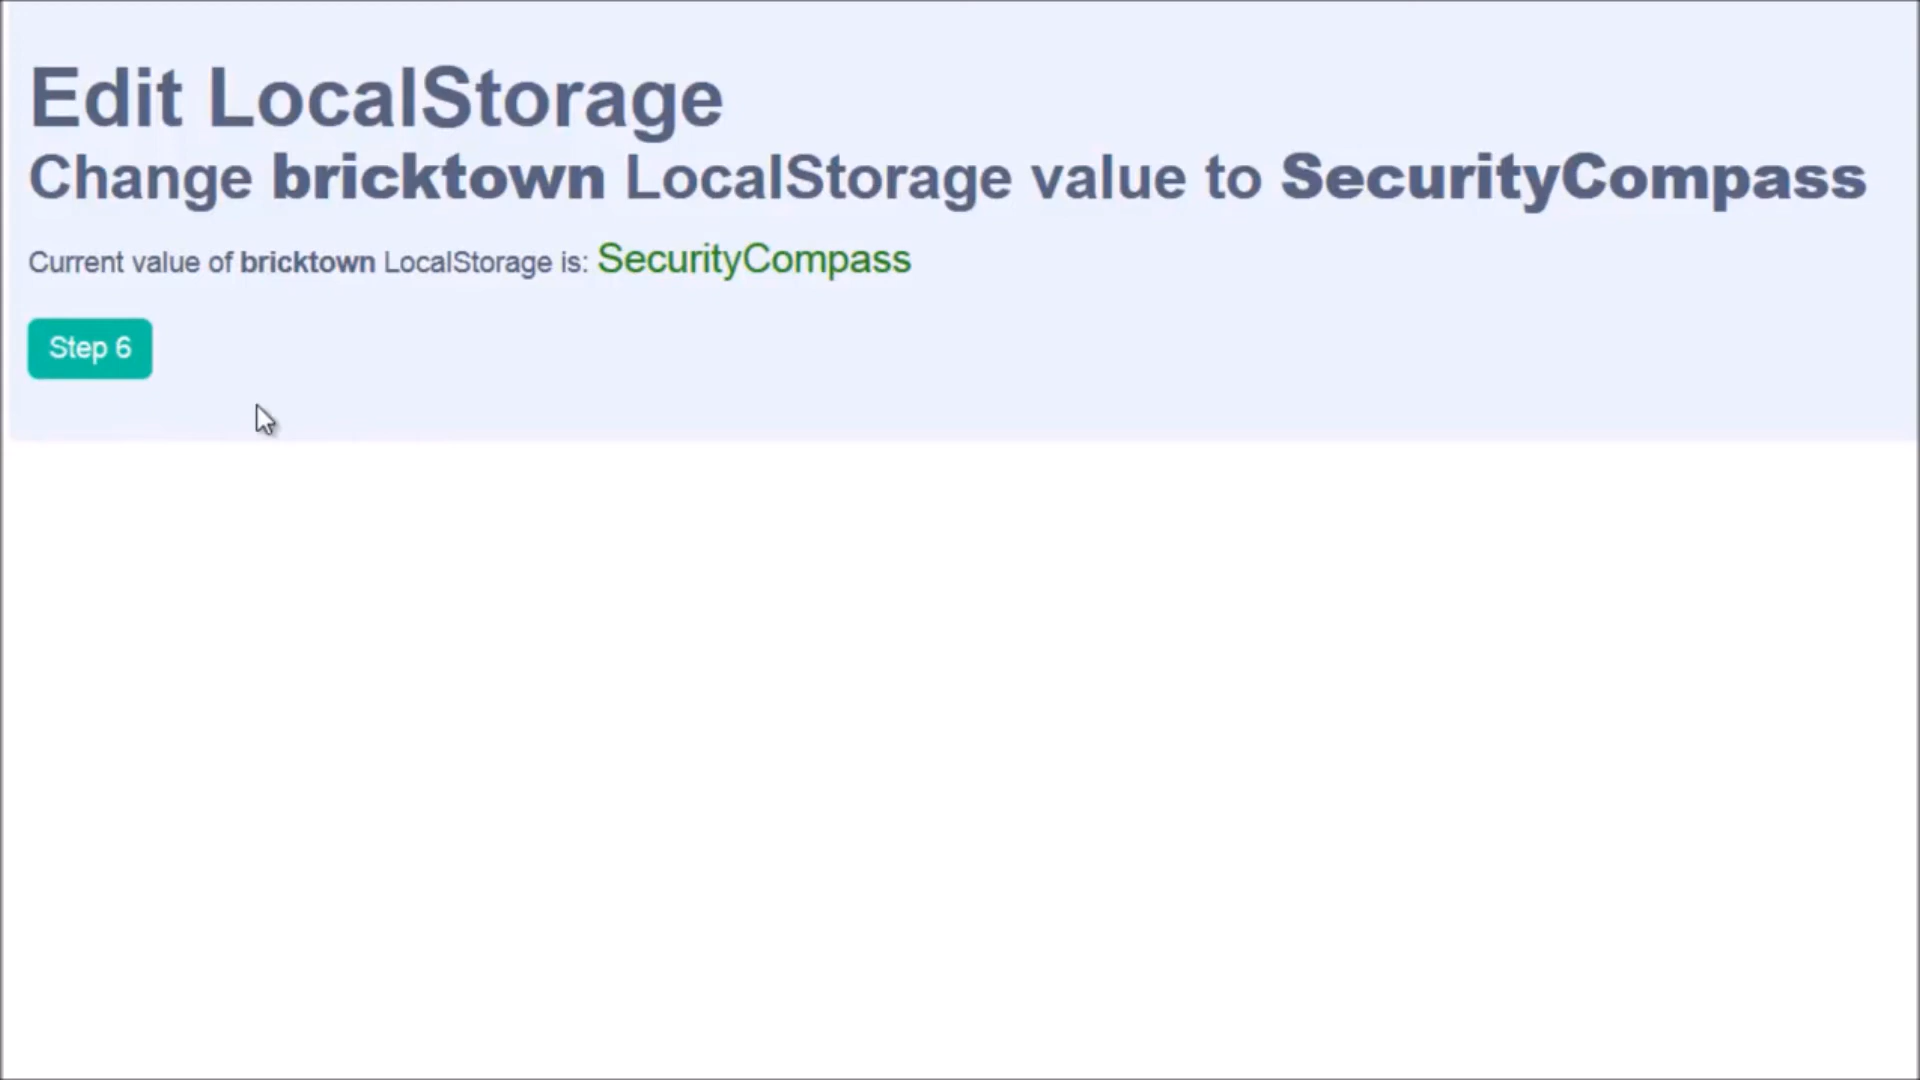 Edit LocalStorage
Change bricktown LocalStorage value to SecurityCompass
Current value of bricktown LocalStorage is: SecurityCompass
Step 6